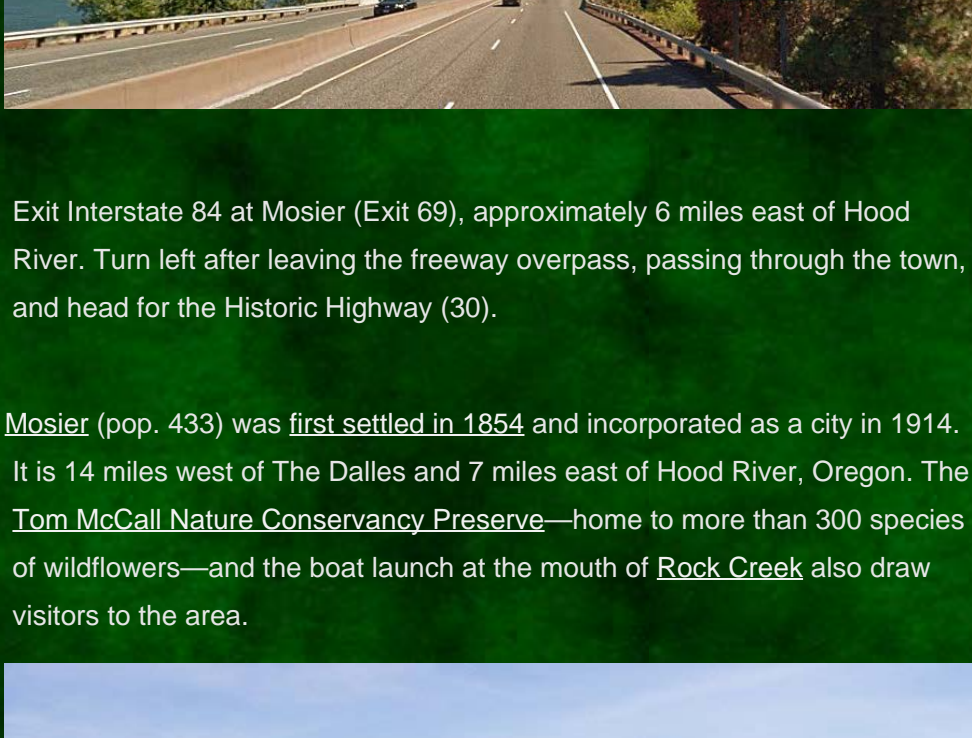 Exit Interstate 84 at Mosier (Exit 69), approximately 6 miles east of Hood
River. Turn left after leaving the freeway overpass, passing through the town,
and head for the Historic Highway (30).
Mosier (pop. 433) was first settled in 1854 and incorporated as a city in 1914.
It is 14 miles west of The Dalles and 7 miles east of Hood River, Oregon. The
Tom McCall Nature Conservancy Preserve—home to more than 300 species
of wildflowers—and the boat launch at the mouth of Rock Creek also draw
visitors to the area.